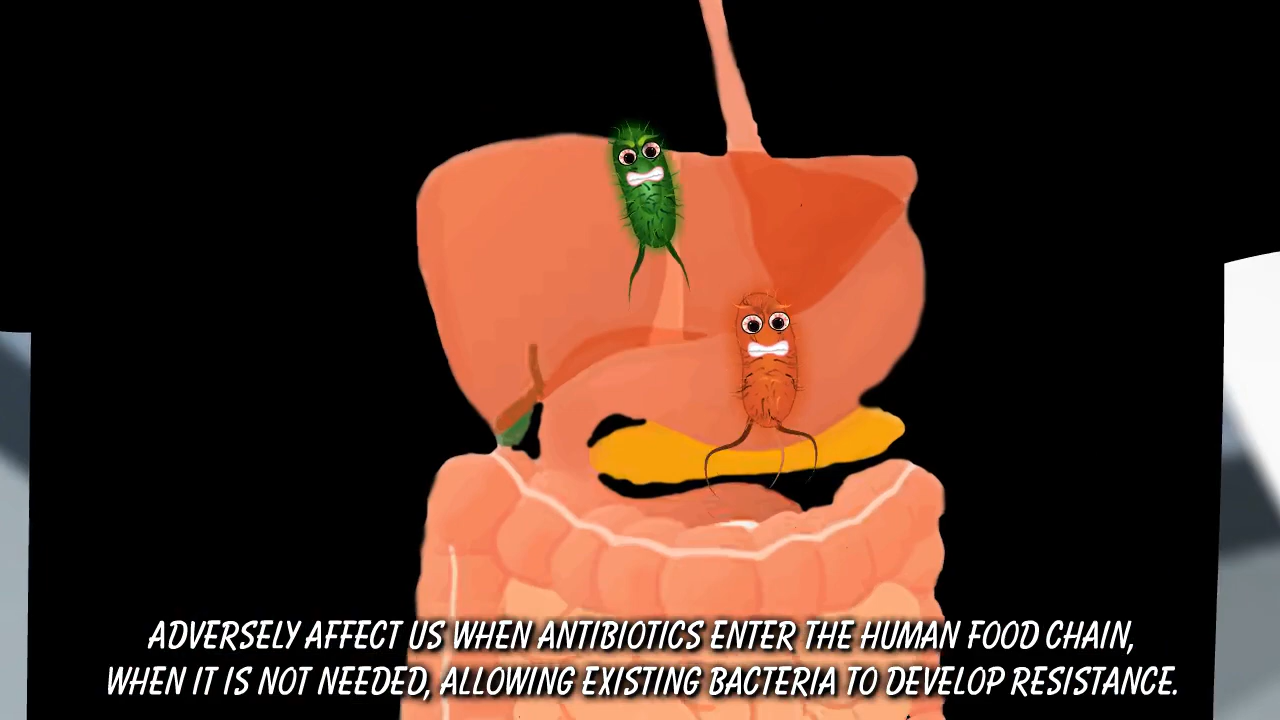 ADVERSELY AFFECT US WHEN ANTIBIOTICS ENTER THE HUMAN FOOD CHAIN,
WHEN IT IS NOT NEEDED, ALLOWING EXISTING BACTERIA TO DEVELOP RESISTANCE.